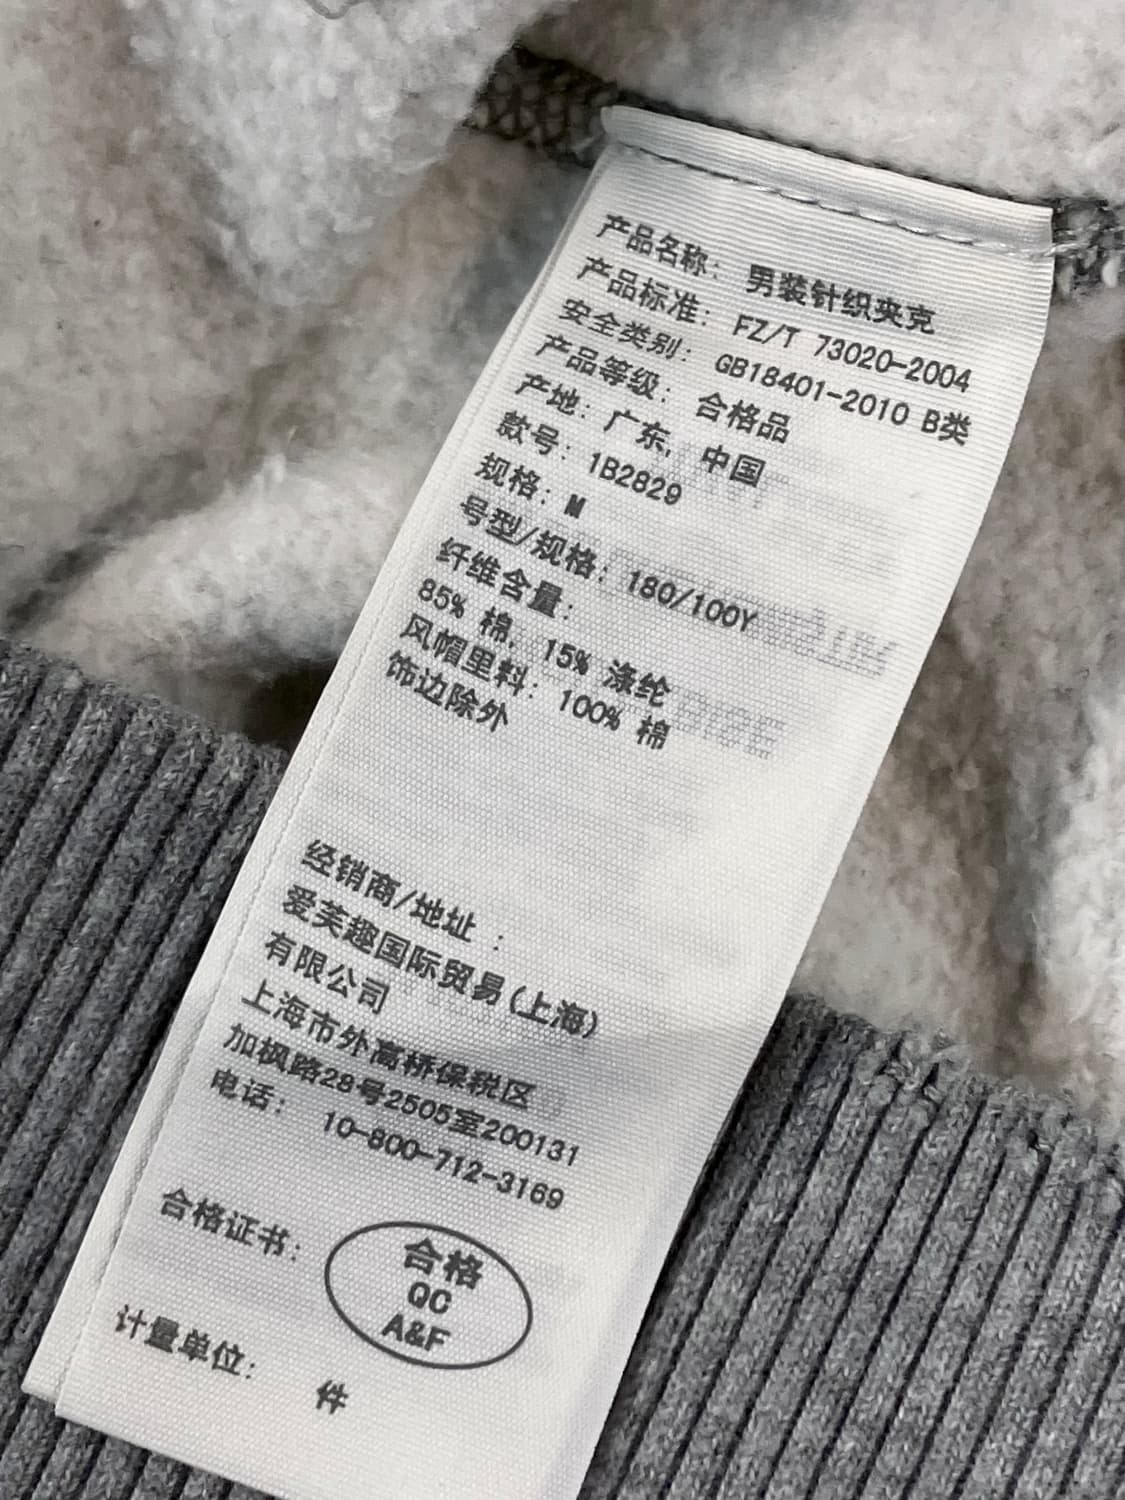 产品名称: 男装针织夹克
产品标准: FZ/T 73020-2004
安全类别: GB18401-2010 B类
产品等级: 合格品
产地: 广东, 中国
款号: 1B2829
规格: M
号型/规格: 180/100Y
纤维含量:
85% 棉, 15% 涤纶
风帽里料: 100% 棉
饰边除外
经销商/地址 :
爱芙趣国际贸易(上海)
有限公司
上海市外高桥保税区
加枫路28号2505室200131
电话: 10-800-712-3169
合格证书: 合格
QC
A&F
计量单位: 件